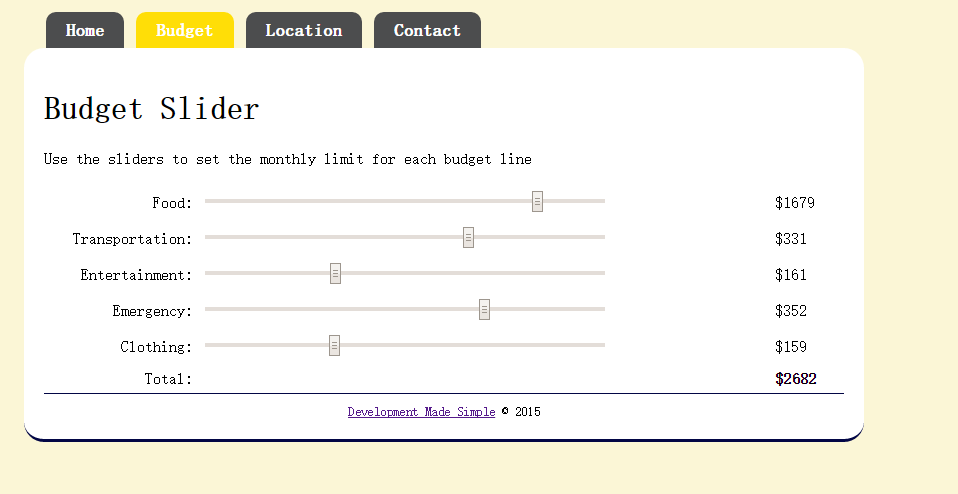 Home Budget Location Contact
Budget Slider
Use the sliders to set the monthly limit for each budget line
Food: $1679
Transportation: $331
Entertainment: $161
Emergency: $352
Clothing: $159
Total: $2682
Development Made Simple © 2015